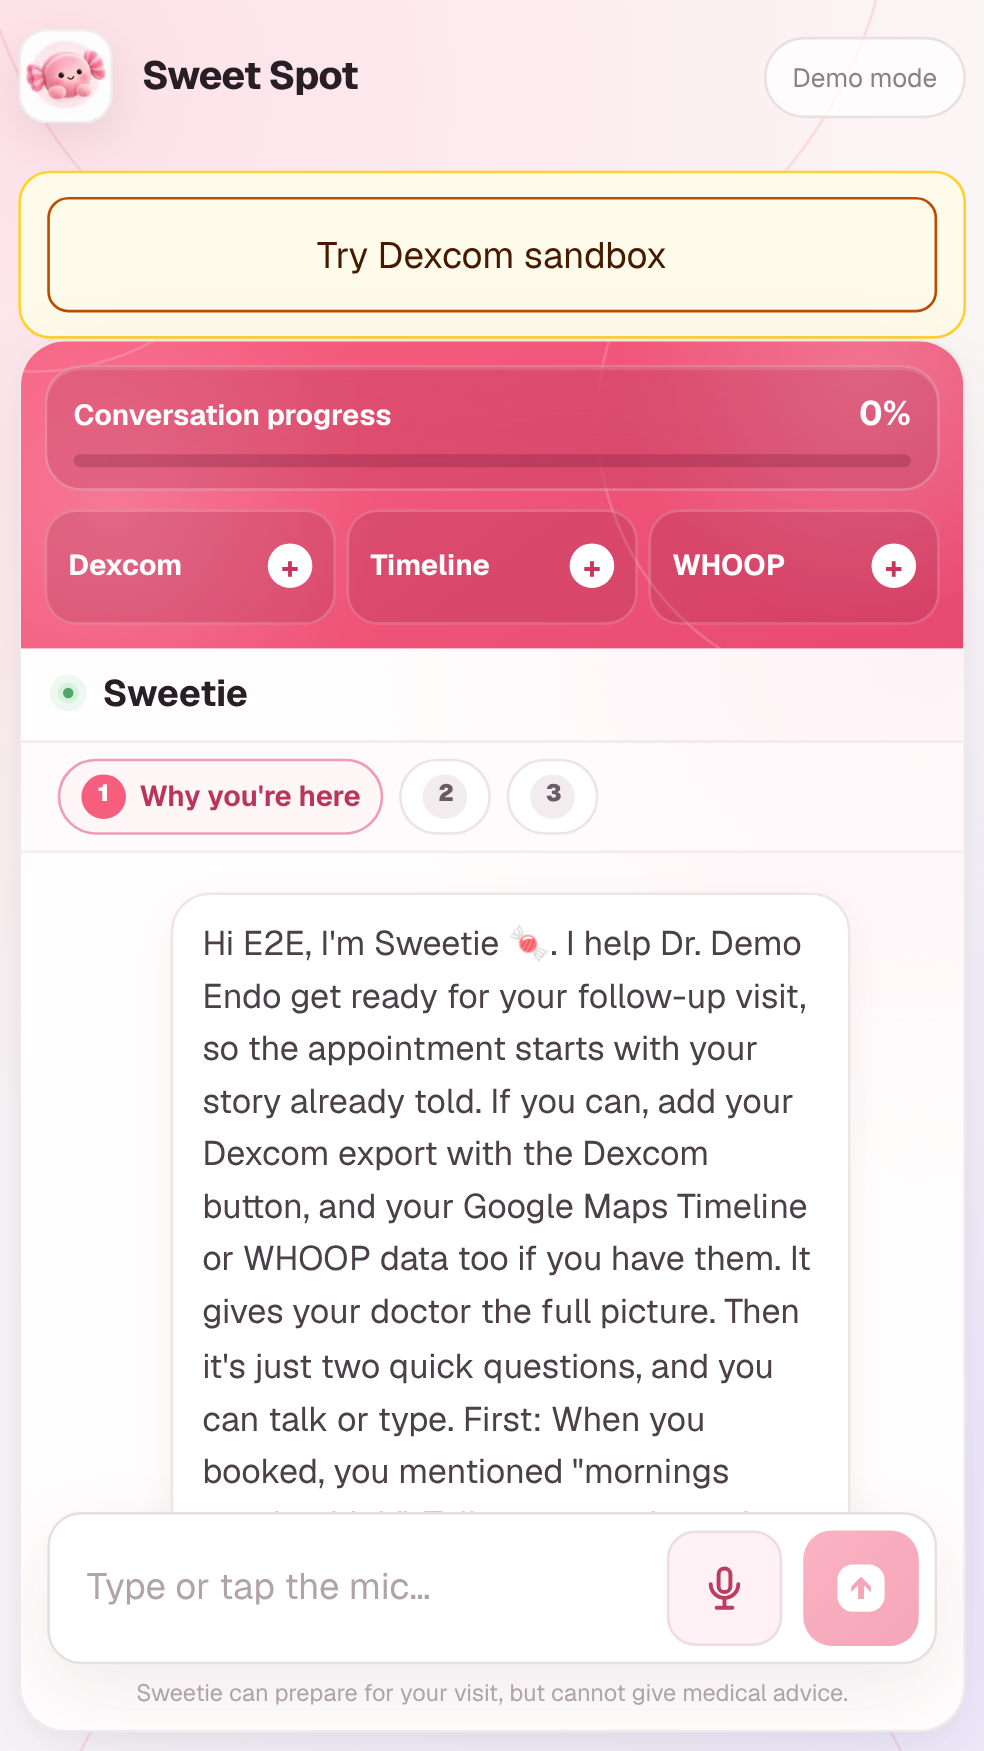 Sweet Spot
Demo mode
Try Dexcom sandbox
Conversation progress
0%
Dexcom
Timeline
WHOOP
Sweetie
1 Why you're here
2
3
Hi E2E, I'm Sweetie 🍬. I help Dr. Demo
Endo get ready for your follow-up visit,
so the appointment starts with your
story already told. If you can, add your
Dexcom export with the Dexcom
button, and your Google Maps Timeline
or WHOOP data too if you have them. It
gives your doctor the full picture. Then
it's just two quick questions, and you
can talk or type. First: When you
booked, you mentioned "mornings
Type or tap the mic...
Sweetie can prepare for your visit, but cannot give medical advice.